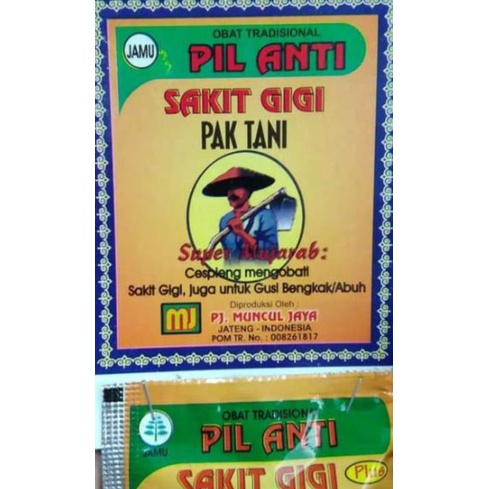 OBAT TRADISIONAL
JAMU
PIL ANTI
SAKIT GIGI
PAK TANI
Super Mujarab:
Cespleng mengobati
Sakit Gigi, juga untuk Gusi Bengkak/Abuh
Diproduksi Oleh :
MJ
PJ. MUNCUL JAYA
JATENG - INDONESIA
POM TR. No. : 008261817
OBAT TRADISIONAL
JAMU
PIL ANTI
SAKIT GIGI
Plus